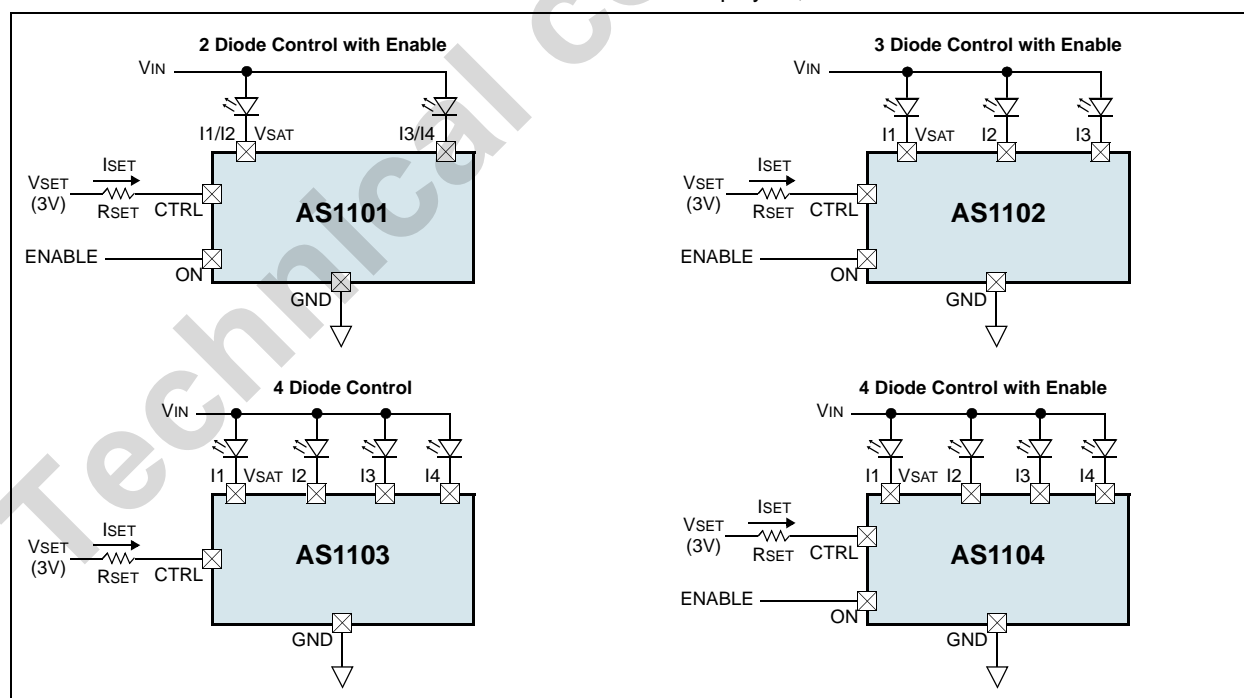 2 Diode Control with Enable
VIN
I1/I2 VSAT I3/I4
ISET
VSET
(3V)
RSET CTRL
AS1101
ENABLE
ON
GND
3 Diode Control with Enable
VIN
I1 VSAT I2 I3
ISET
VSET
(3V)
RSET CTRL
AS1102
ENABLE
ON
GND
4 Diode Control
VIN
I1 VSAT I2 I3 I4
ISET
VSET
(3V)
RSET CTRL
AS1103
GND
4 Diode Control with Enable
VIN
I1 VSAT I2 I3 I4
ISET
VSET
(3V)
RSET CTRL
AS1104
ENABLE
ON
GND
Technical